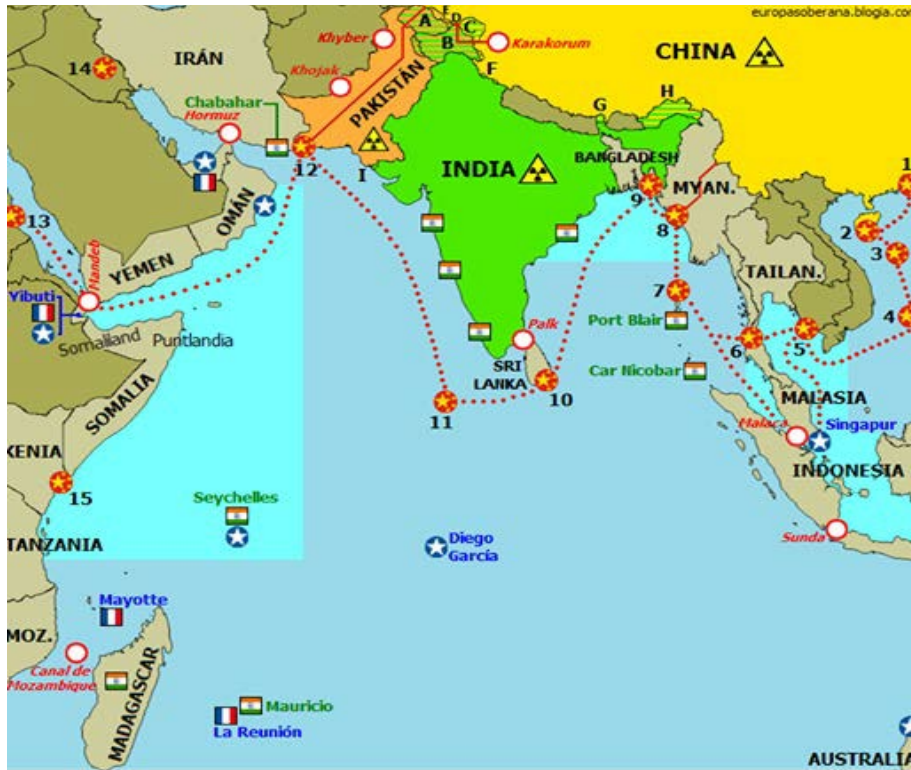 europasoberana.blogia.com
E
D
A
C
Khyber
B
Karakorum
CHINA
IRÁN
14
Khojak
F
PAKISTÁN
Chabahar
Hormuz
H
G
INDIA
BANGLADESH
MYAN.
1
12
I
9
13
OMÁN
8
2
3
YEMEN
Mandeb
TAILAN.
Yibuti
7
4
Somaliland
Puntlandia
Port Blair
Palk
6
5
SRI
LANKA
Car Nicobar
SOMALIA
10
11
MALASIA
Malaca
Singapur
KENIA
INDONESIA
15
Seychelles
Sunda
TANZANIA
Diego
García
Mayotte
MOZ.
Canal de
Mozambique
MADAGASCAR
Mauricio
La Reunión
AUSTRALIA